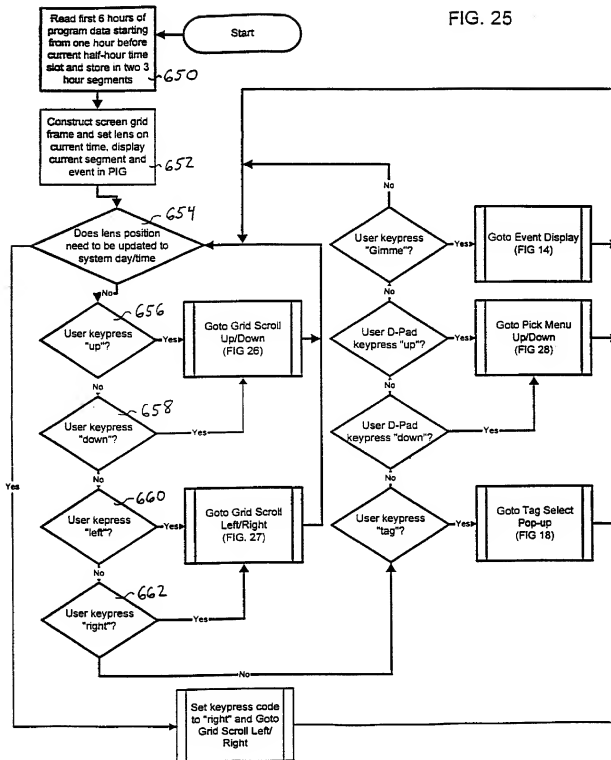 FIG. 25
Start
Read first 6 hours of
program data starting
from one hour before
current half-hour time
slot and store in two 3
hour segments
650
Construct screen grid
frame and set lens on
current time, display
current segment and
event in PIG
652
654
Does lens position
need to be updated to
system day/time
Yes
No
656
User keypress
"up"?
Yes
Goto Grid Scroll
Up/Down
(FIG 26)
No
658
User keypress
"down"?
Yes
No
660
User kepress
"left"?
Yes
Goto Grid Scroll
Left/Right
(FIG. 27)
No
662
User keypress
"right"?
Yes
No
No
User keypress
"Gimme"?
Yes
Goto Event Display
(FIG 14)
No
User D-Pad
keypress "up"?
Yes
Goto Pick Menu
Up/Down
(FIG 28)
No
User D-Pad
keypress "down"?
Yes
No
User keypress
"tag"?
Yes
Goto Tag Select
Pop-up
(FIG 18)
Set keypress code
to "right" and Goto
Grid Scroll Left/
Right